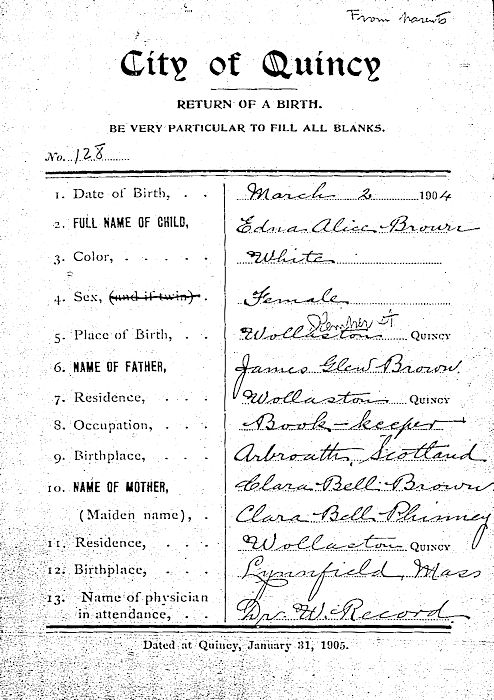 From parents
City of Quincy
RETURN OF A BIRTH.
BE VERY PARTICULAR TO FILL ALL BLANKS.
No. 128
1. Date of Birth, . . March 2 1904
2. FULL NAME OF CHILD, Edna Alice Brown
3. Color, . . . . . White
4. Sex, (and if twin) . Female
5. Place of Birth, . . Wollaston QUINCY
6. NAME OF FATHER, James Glew Brown
7. Residence, . . . Wollaston QUINCY
8. Occupation, . . . Book-keeper
9. Birthplace, . . . Arbroath, Scotland
10. NAME OF MOTHER, Clara Bell Brown
(Maiden name), . Clara Bell Phinney
11. Residence, . . . Wollaston QUINCY
12. Birthplace, . . . Lynnfield, Mass
13. Name of physician
in attendance, . . Dr. W. Record
Dated at Quincy, January 31, 1905.